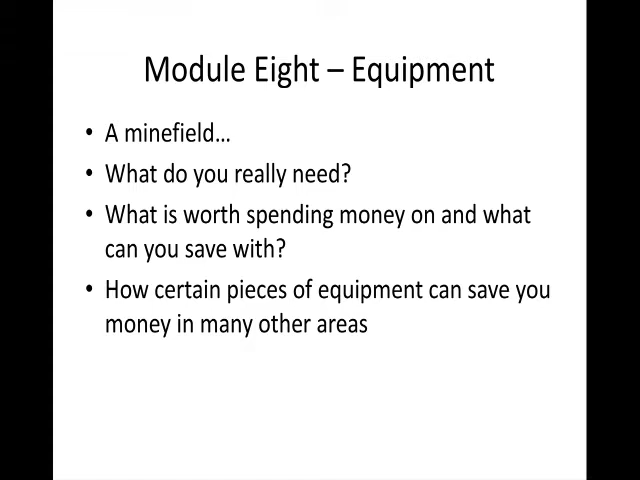 Module Eight – Equipment
• A minefield...
• What do you really need?
• What is worth spending money on and what
can you save with?
• How certain pieces of equipment can save you
money in many other areas